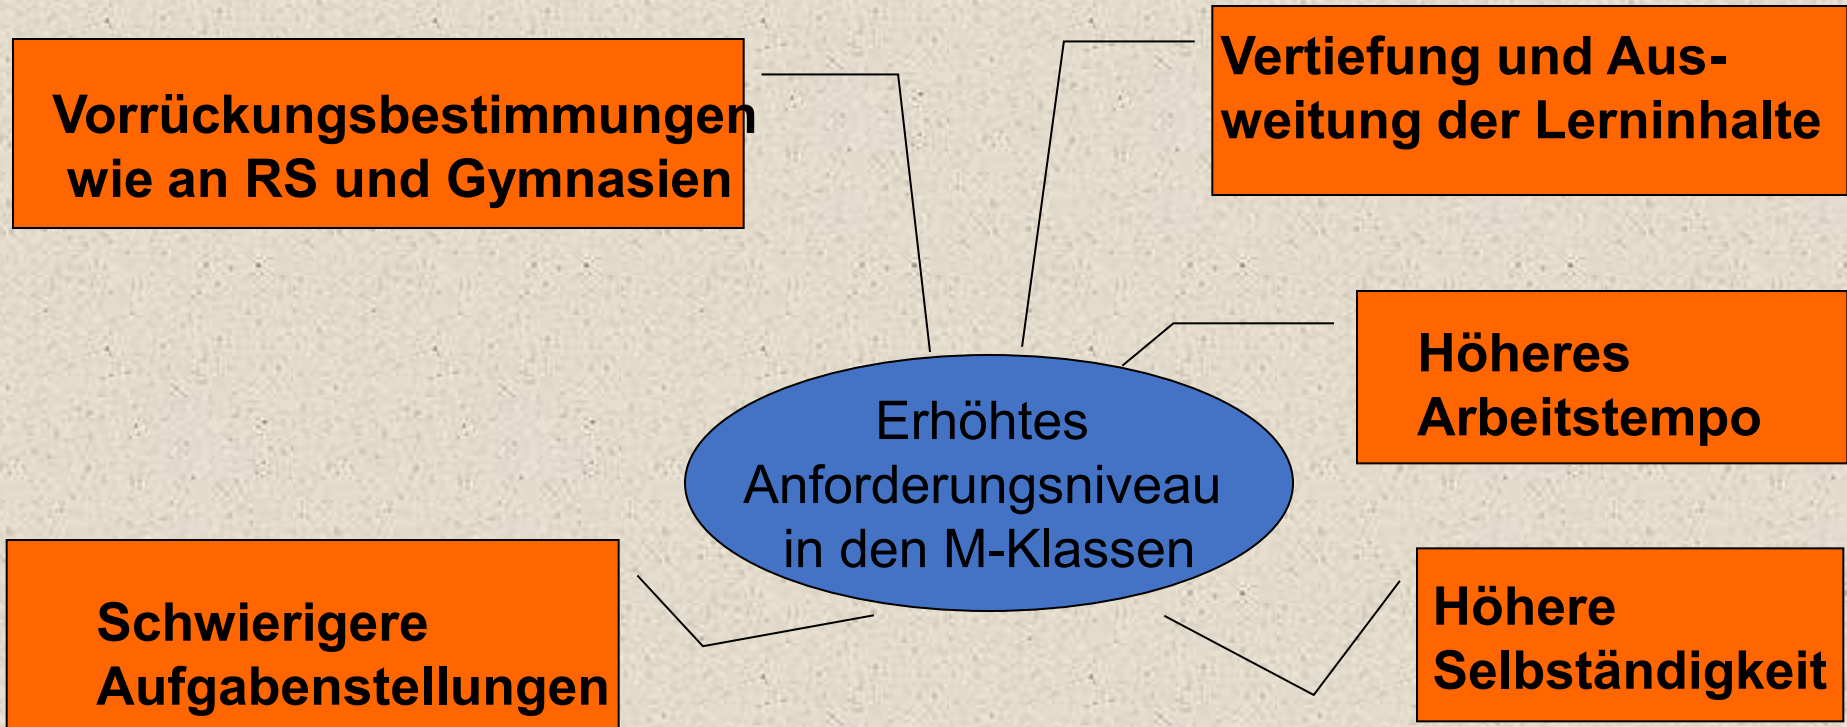 Vorrückungsbestimmungen
wie an RS und Gymnasien
Vertiefung und Aus-
weitung der Lerninhalte
Höheres
Arbeitstempo
Erhöhtes
Anforderungsniveau
in den M-Klassen
Schwierigere
Aufgabenstellungen
Höhere
Selbständigkeit